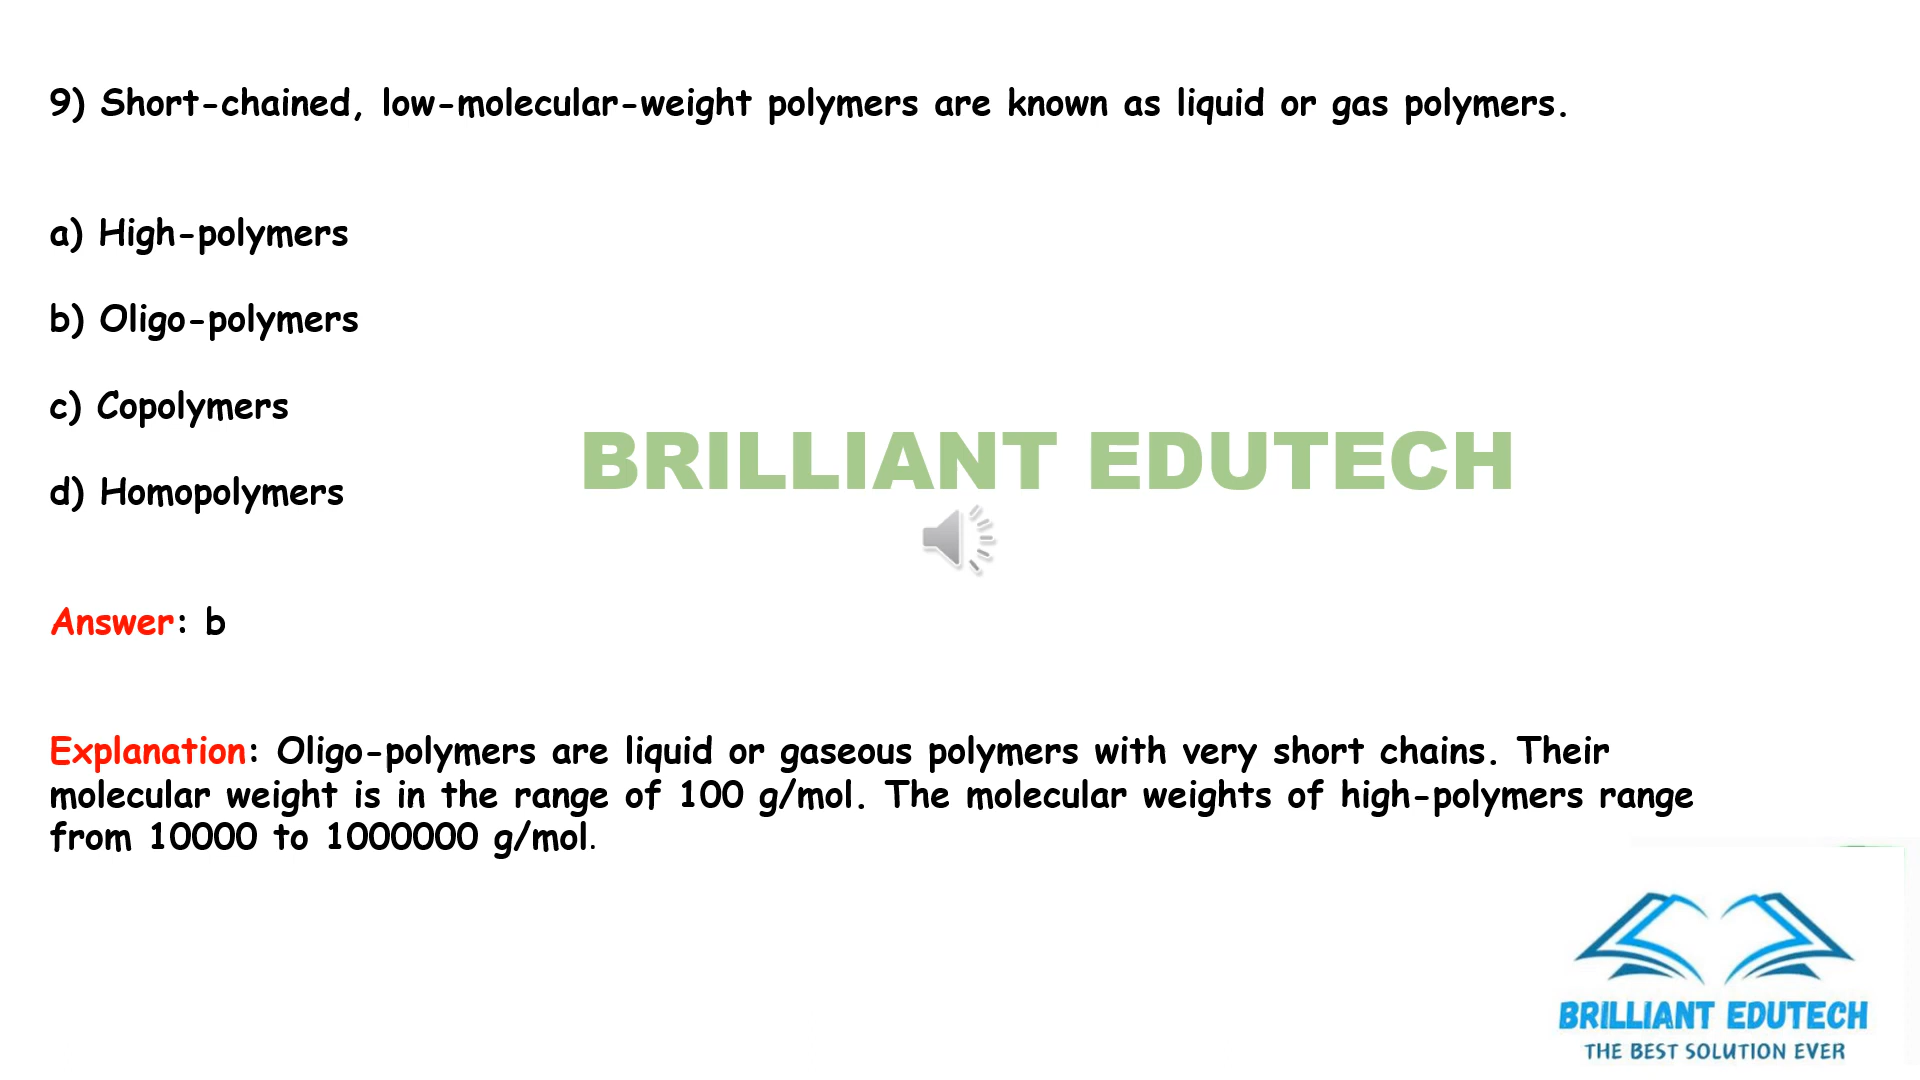 9) Short-chained, low-molecular-weight polymers are known as liquid or gas polymers.
a) High-polymers
b) Oligo-polymers
c) Copolymers
d) Homopolymers
BRILLIANT EDUTECH
Answer: b
Explanation: Oligo-polymers are liquid or gaseous polymers with very short chains. Their
molecular weight is in the range of 100 g/mol. The molecular weights of high-polymers range
from 10000 to 1000000 g/mol.
BRILLIANT EDUTECH
THE BEST SOLUTION EVER